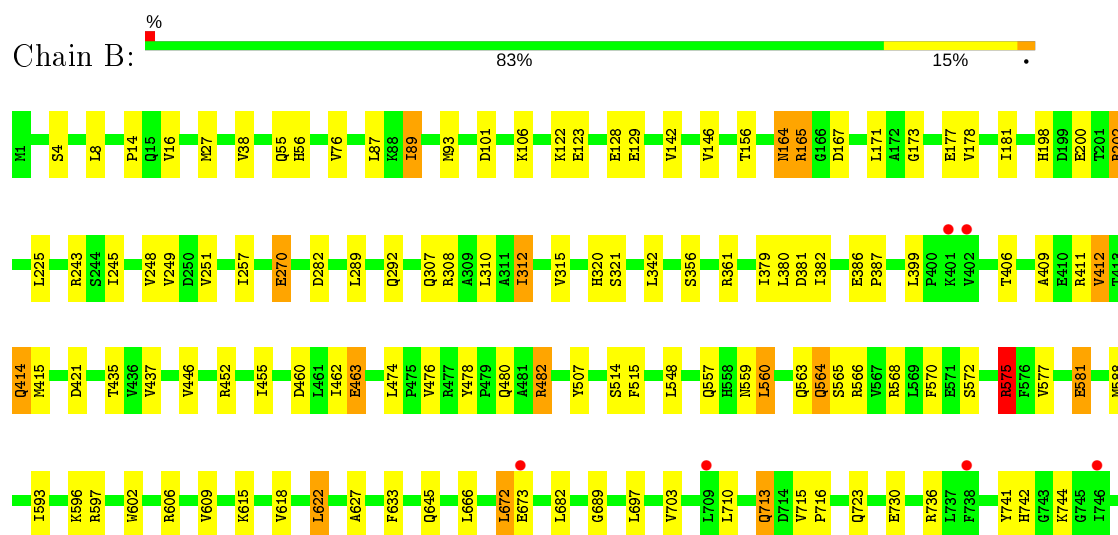 %
Chain B:
83% 15% •
M1 S4 L8 P14 Q15 V16 M27 V38 Q55 H56 V76 L87 K88 I89 M93 D101 K106 K122 E123 E128 E129 V142 V146 T156 N164 R165 G166 D167 L171 A172 G173 E177 V178 I181 H198 D199 E200 T201
L225 R243 S244 I245 V248 V249 D250 V251 I257 E270 D282 L289 Q292 Q307 R308 A309 L310 A311 I312 V315 H320 S321 L342 S356 R361 I379 L380 D381 I382 E386 P387 L399 P400 K401 V402 T406 A409 E410 R411 V412 T413
Q414 M415 D421 T435 V436 V437 V446 R452 I455 D460 L461 I462 E463 L474 P475 V476 R477 Y478 P479 Q480 A481 R482 Y507 S514 F515 L548 Q557 H558 N559 L560 Q563 Q564 S565 R566 V567 R568 L569 F570 E571 S572 R575 F576 V577 E581 M588
I593 K596 R597 W602 R606 V609 K615 V618 L622 A627 F633 Q645 L666 L672 E673 L682 G689 L697 V703 L709 L710 Q713 D714 V715 P716 Q723 E730 R736 L737 F738 Y741 H742 G743 K744 G745 I746